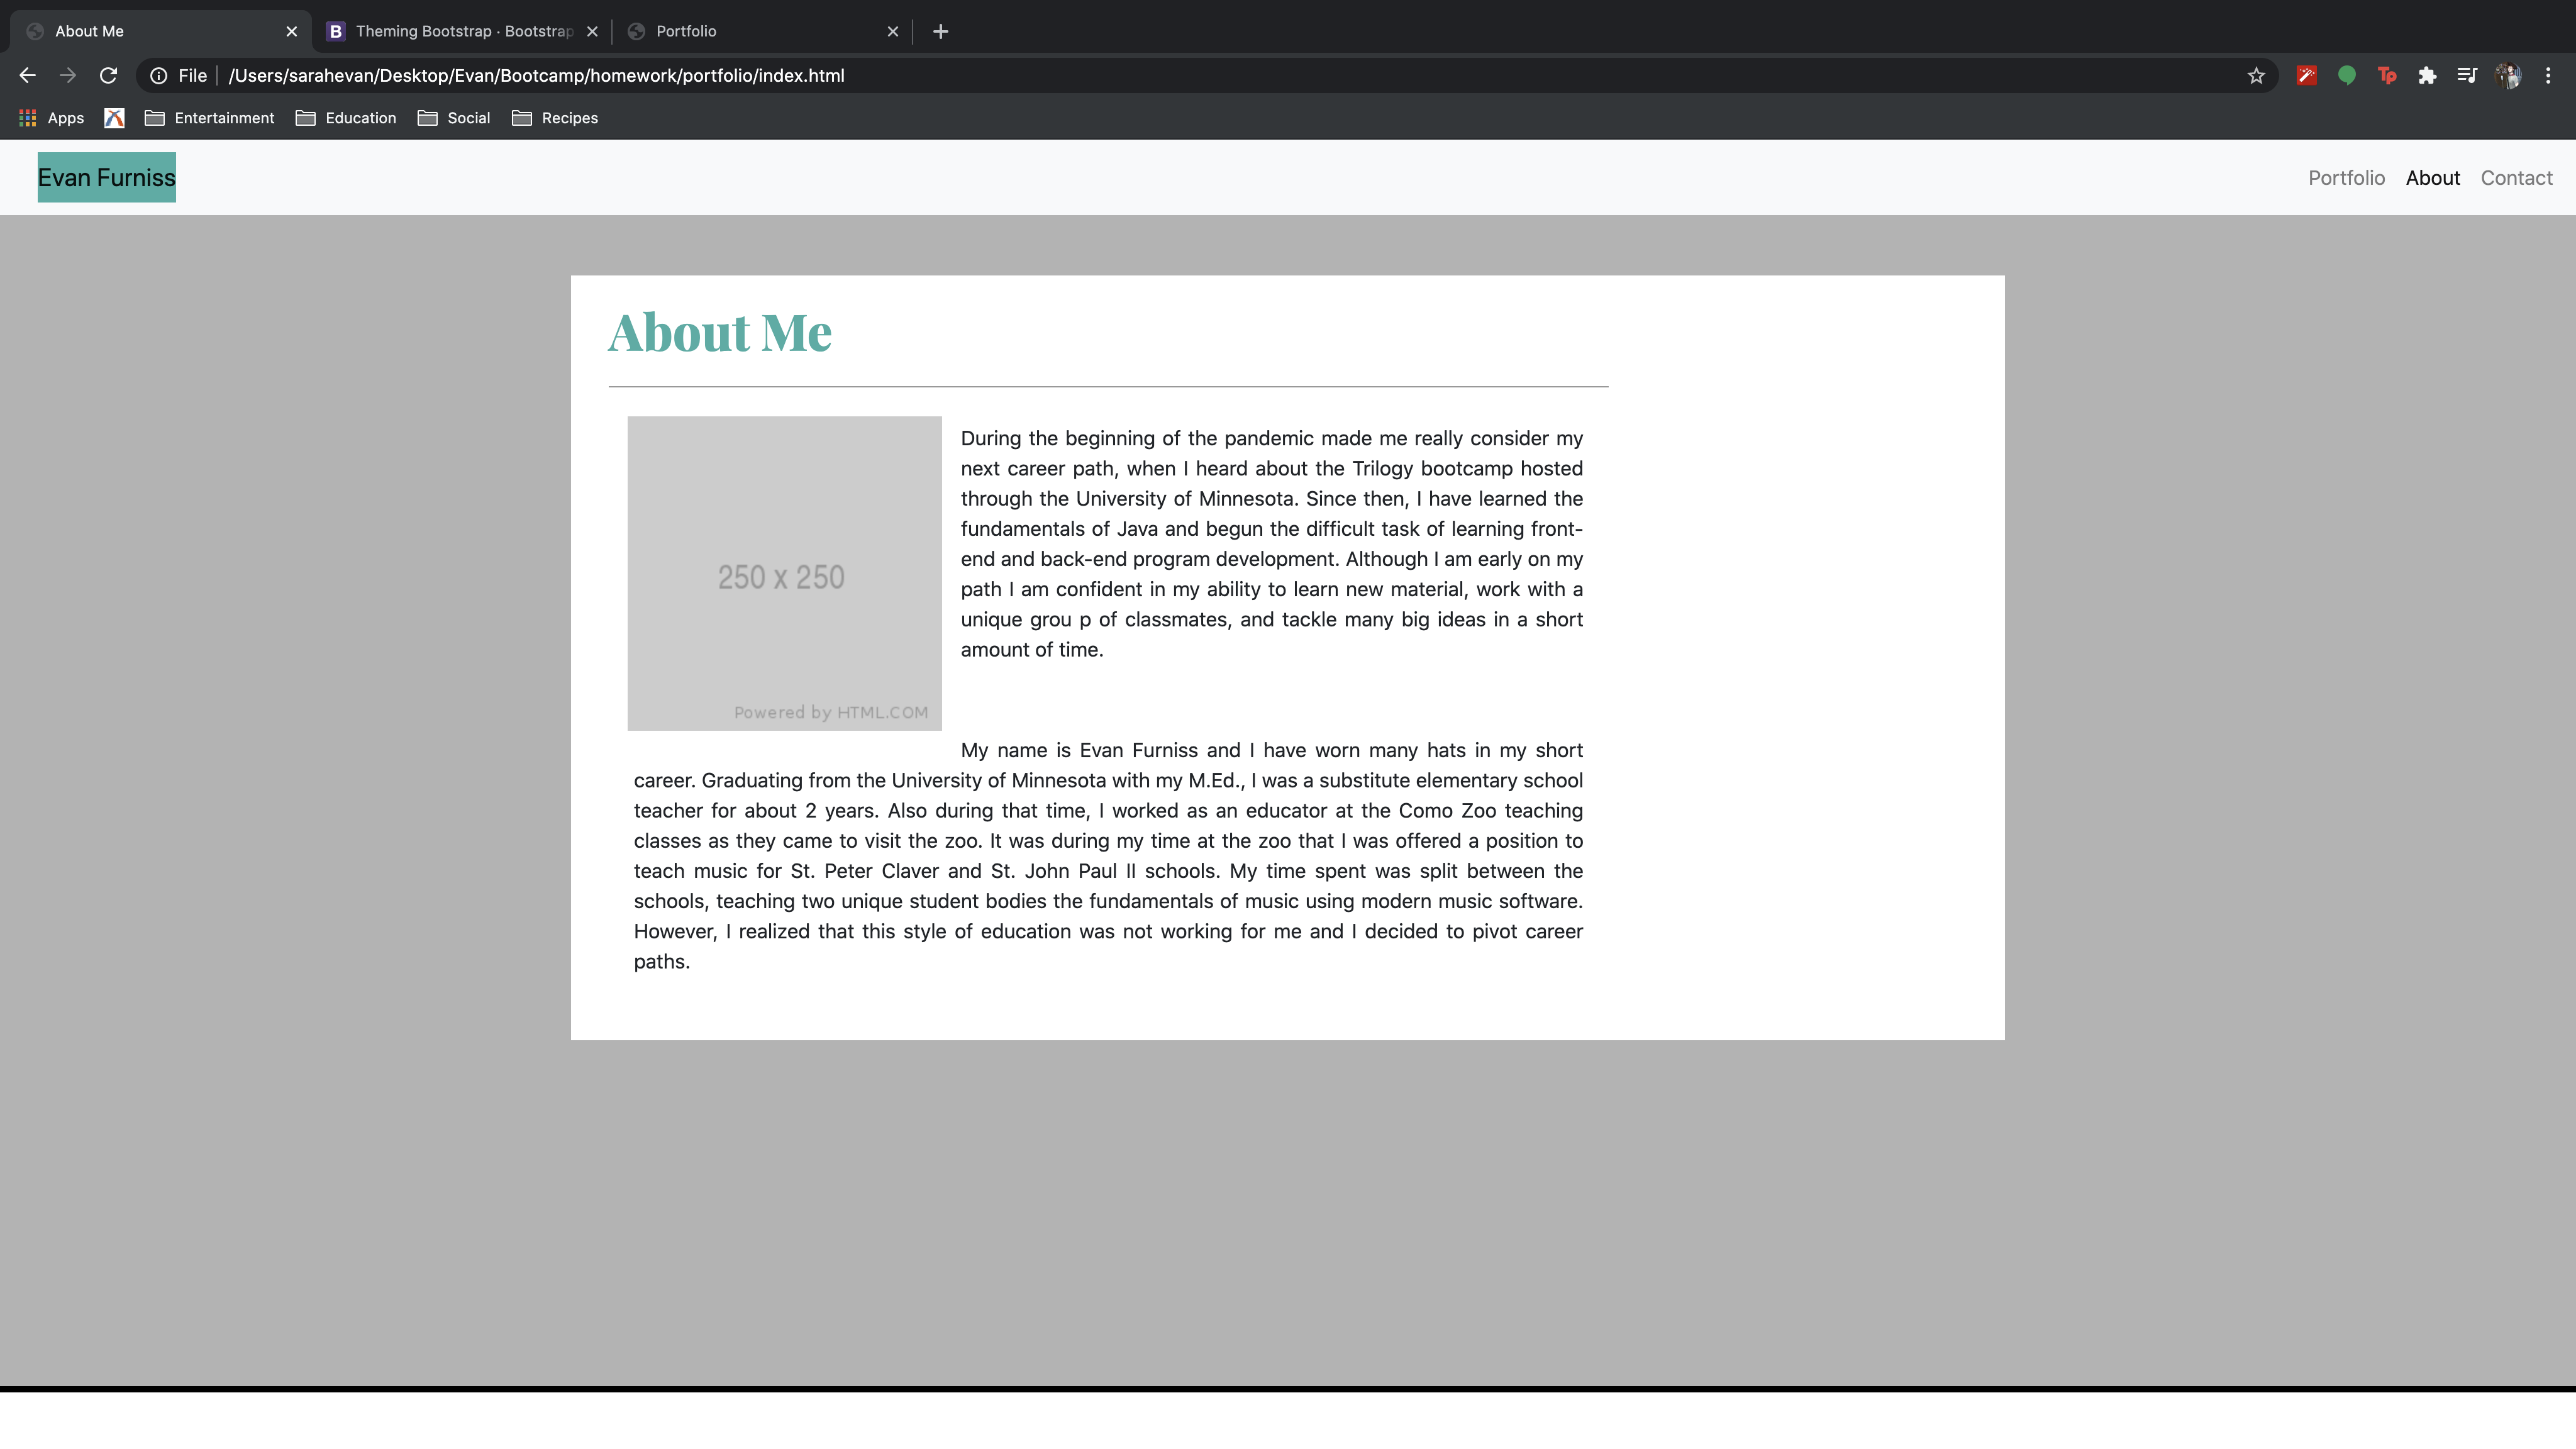 About Me
Theming Bootstrap · Bootstrap
Portfolio
File
/Users/sarahevan/Desktop/Evan/Bootcamp/homework/portfolio/index.html
Tp
Apps
Entertainment
Education
Social
Recipes
Evan Furniss
Portfolio
About
Contact
About Me
250 x 250
Powered by HTML.COM
During the beginning of the pandemic made me really consider my
next career path, when I heard about the Trilogy bootcamp hosted
through the University of Minnesota. Since then, I have learned the
fundamentals of Java and begun the difficult task of learning front-
end and back-end program development. Although I am early on my
path I am confident in my ability to learn new material, work with a
unique grou p of classmates, and tackle many big ideas in a short
amount of time.
My name is Evan Furniss and I have worn many hats in my short
career. Graduating from the University of Minnesota with my M.Ed., I was a substitute elementary school
teacher for about 2 years. Also during that time, I worked as an educator at the Como Zoo teaching
classes as they came to visit the zoo. It was during my time at the zoo that I was offered a position to
teach music for St. Peter Claver and St. John Paul II schools. My time spent was split between the
schools, teaching two unique student bodies the fundamentals of music using modern music software.
However, I realized that this style of education was not working for me and I decided to pivot career
paths.